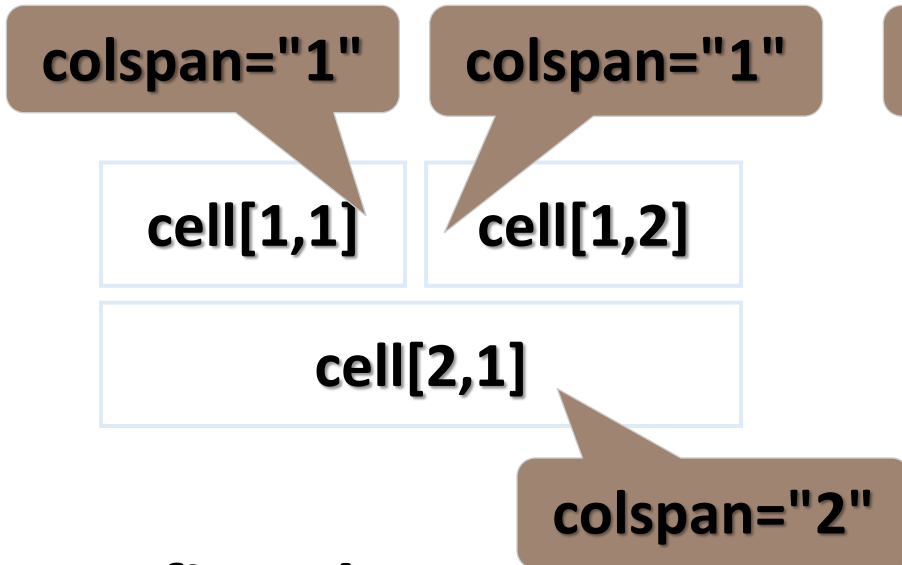 colspan="1" colspan="1"
cell[1,1] cell[1,2]
cell[2,1]
colspan="2"